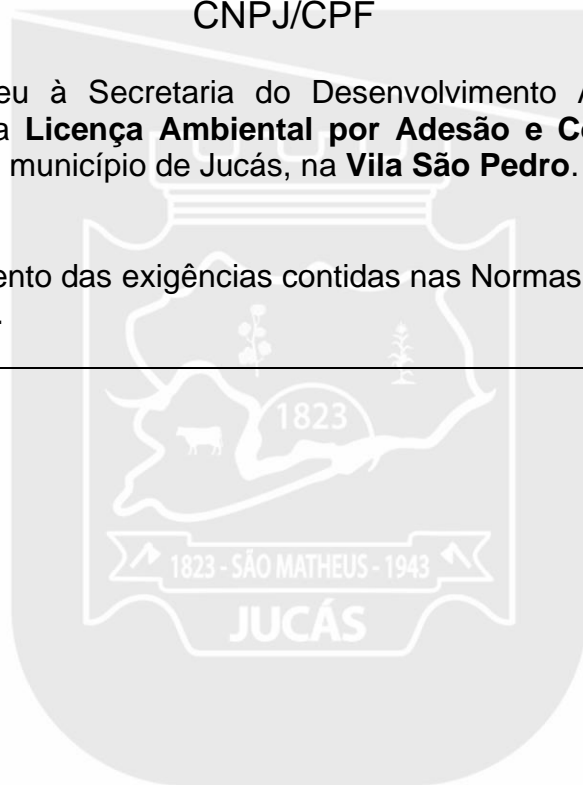 CNPJ/CPF
eu à Secretaria do Desenvolvimento
a Licença Ambiental por Adesão e
município de Jucás, na Vila São Pedro.
ento das exigências contidas nas Normas
.
1823
1823 - SÃO MATHEUS - 1943
JUCÁS